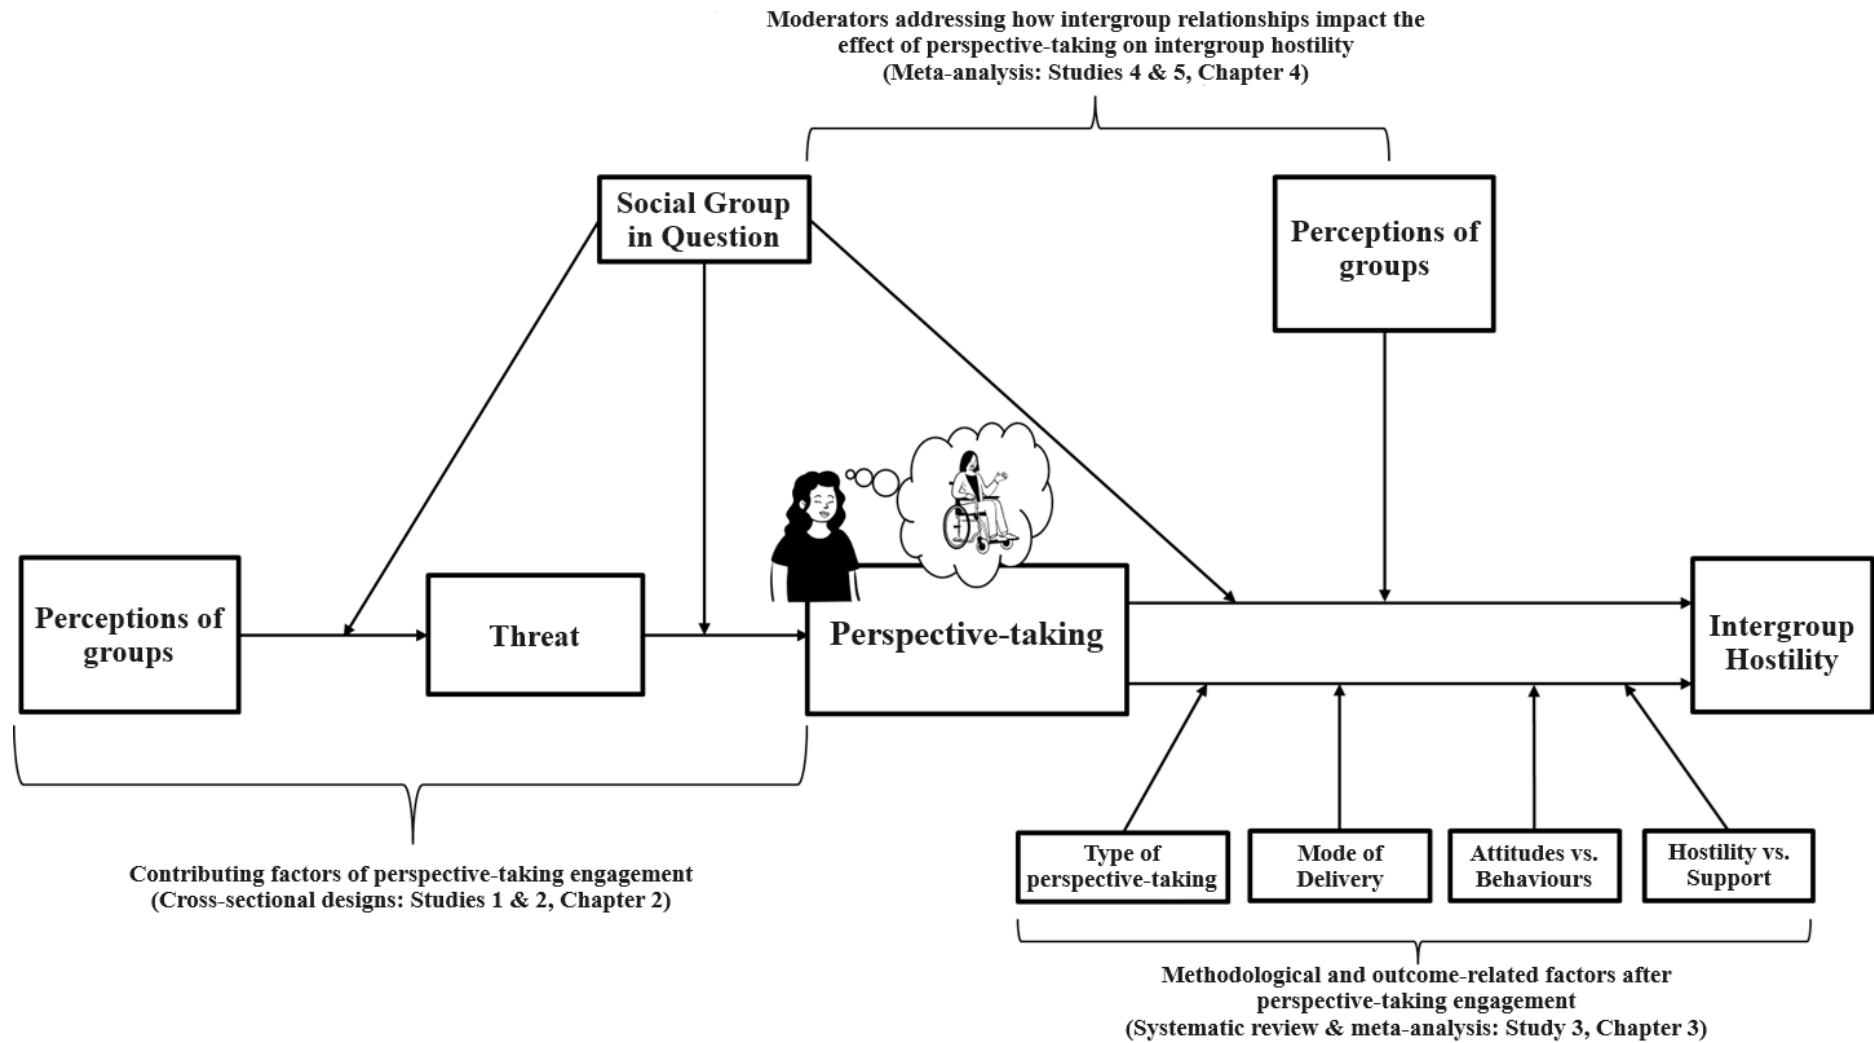 Moderators addressing how intergroup relationships impact the
effect of perspective-taking on intergroup hostility
(Meta-analysis: Studies 4 & 5, Chapter 4)
Social Group
in Question
Perceptions of
groups
Perceptions of
groups
Threat
Perspective-taking
Intergroup
Hostility
Type of
perspective-taking
Mode of
Delivery
Attitudes vs.
Behaviours
Hostility vs.
Support
Contributing factors of perspective-taking engagement
(Cross-sectional designs: Studies 1 & 2, Chapter 2)
Methodological and outcome-related factors after
perspective-taking engagement
(Systematic review & meta-analysis: Study 3, Chapter 3)